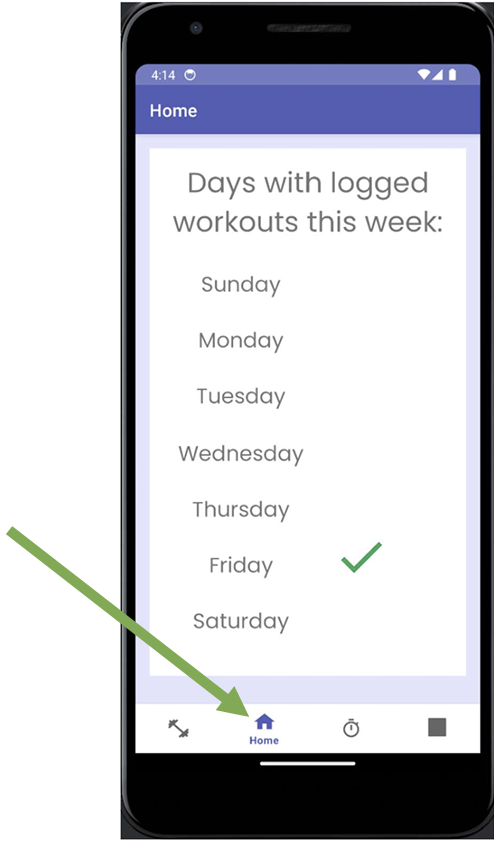 4:14
Home
Days with logged
workouts this week:
Sunday
Monday
Tuesday
Wednesday
Thursday
Friday
Saturday
Home